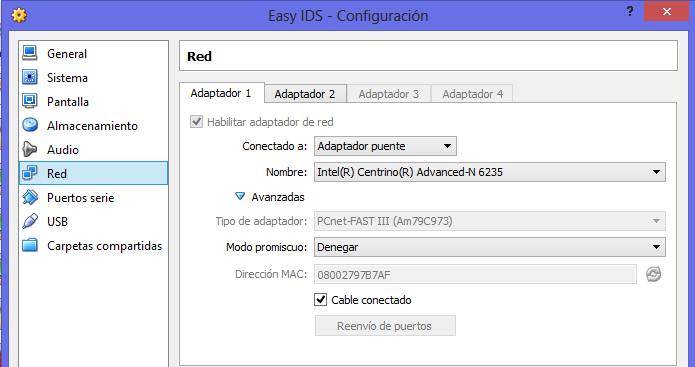 Easy IDS - Configuración
?
General
Sistema
Pantalla
Almacenamiento
Audio
Red
Puertos serie
USB
Carpetas compartidas
Red
Adaptador 1 Adaptador 2 Adaptador 3 Adaptador 4
Habilitar adaptador de red
Conectado a: Adaptador puente
Nombre: Intel(R) Centrino(R) Advanced-N 6235
Avanzadas
Tipo de adaptador: PCnet-FAST III (Am79C973)
Modo promiscuo: Denegar
Dirección MAC: 08002797B7AF
Cable conectado
Reenvío de puertos